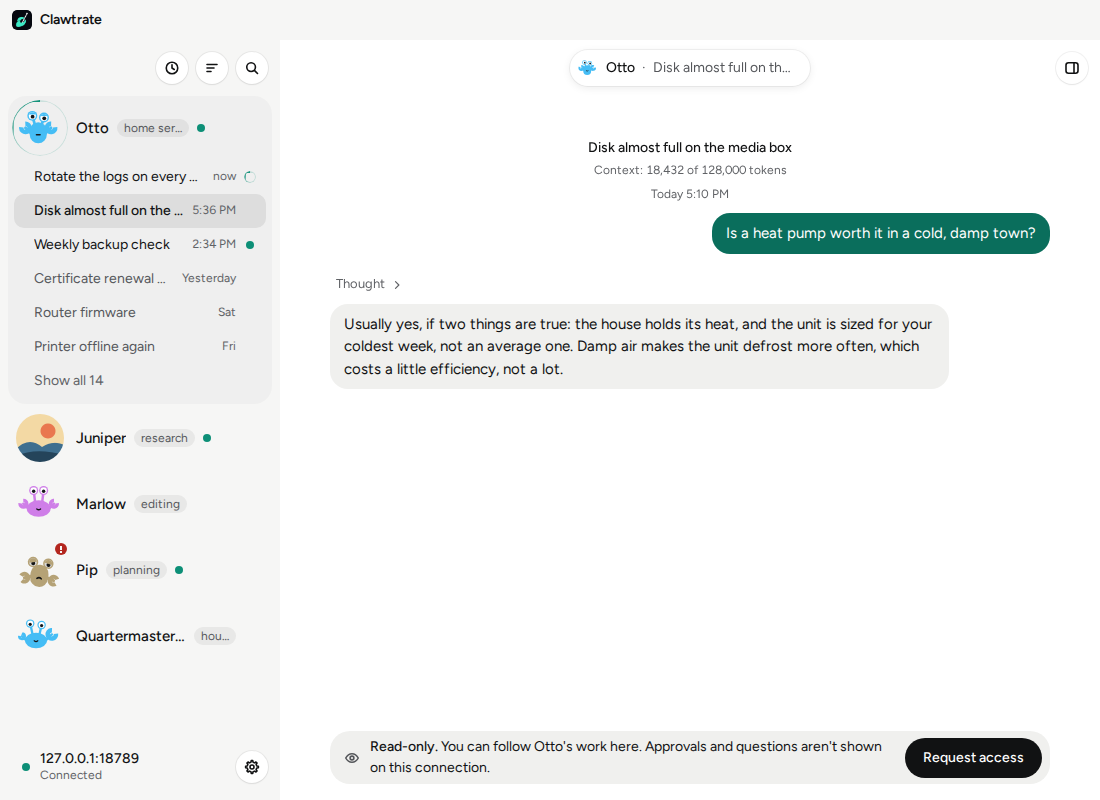 Clawtrate
Otto
home ser...
Rotate the logs on every ...
now
Disk almost full on the ...
5:36 PM
Weekly backup check
2:34 PM
Certificate renewal ...
Yesterday
Router firmware
Sat
Printer offline again
Fri
Show all 14
Juniper
research
Marlow
editing
Pip
planning
Quartermaster...
hou...
127.0.0.1:18789
Connected
Otto · Disk almost full on th...
Disk almost full on the media box
Context: 18,432 of 128,000 tokens
Today 5:10 PM
Is a heat pump worth it in a cold, damp town?
Thought
Usually yes, if two things are true: the house holds its heat, and the unit is sized for your
coldest week, not an average one. Damp air makes the unit defrost more often, which
costs a little efficiency, not a lot.
Read-only. You can follow Otto's work here. Approvals and questions aren't shown
on this connection.
Request access